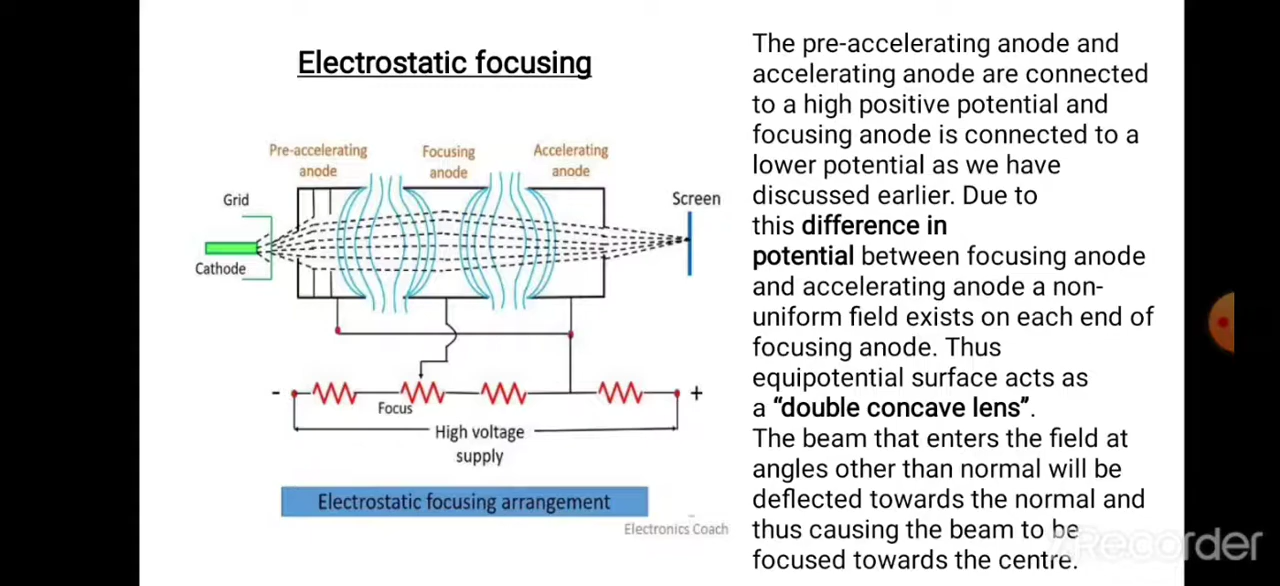 Electrostatic focusing
Pre-accelerating
anode
Focusing
anode
Accelerating
anode
Grid
Cathode
Screen
-
+
Focus
High voltage
supply
Electrostatic focusing arrangement
Electronics Coach
The pre-accelerating anode and
accelerating anode are connected
to a high positive potential and
focusing anode is connected to a
lower potential as we have
discussed earlier. Due to
this difference in
potential between focusing anode
and accelerating anode a non-
uniform field exists on each end of
focusing anode. Thus
equipotential surface acts as
a “double concave lens”.
The beam that enters the field at
angles other than normal will be
deflected towards the normal and
thus causing the beam to be
focused towards the centre.
XRecorder